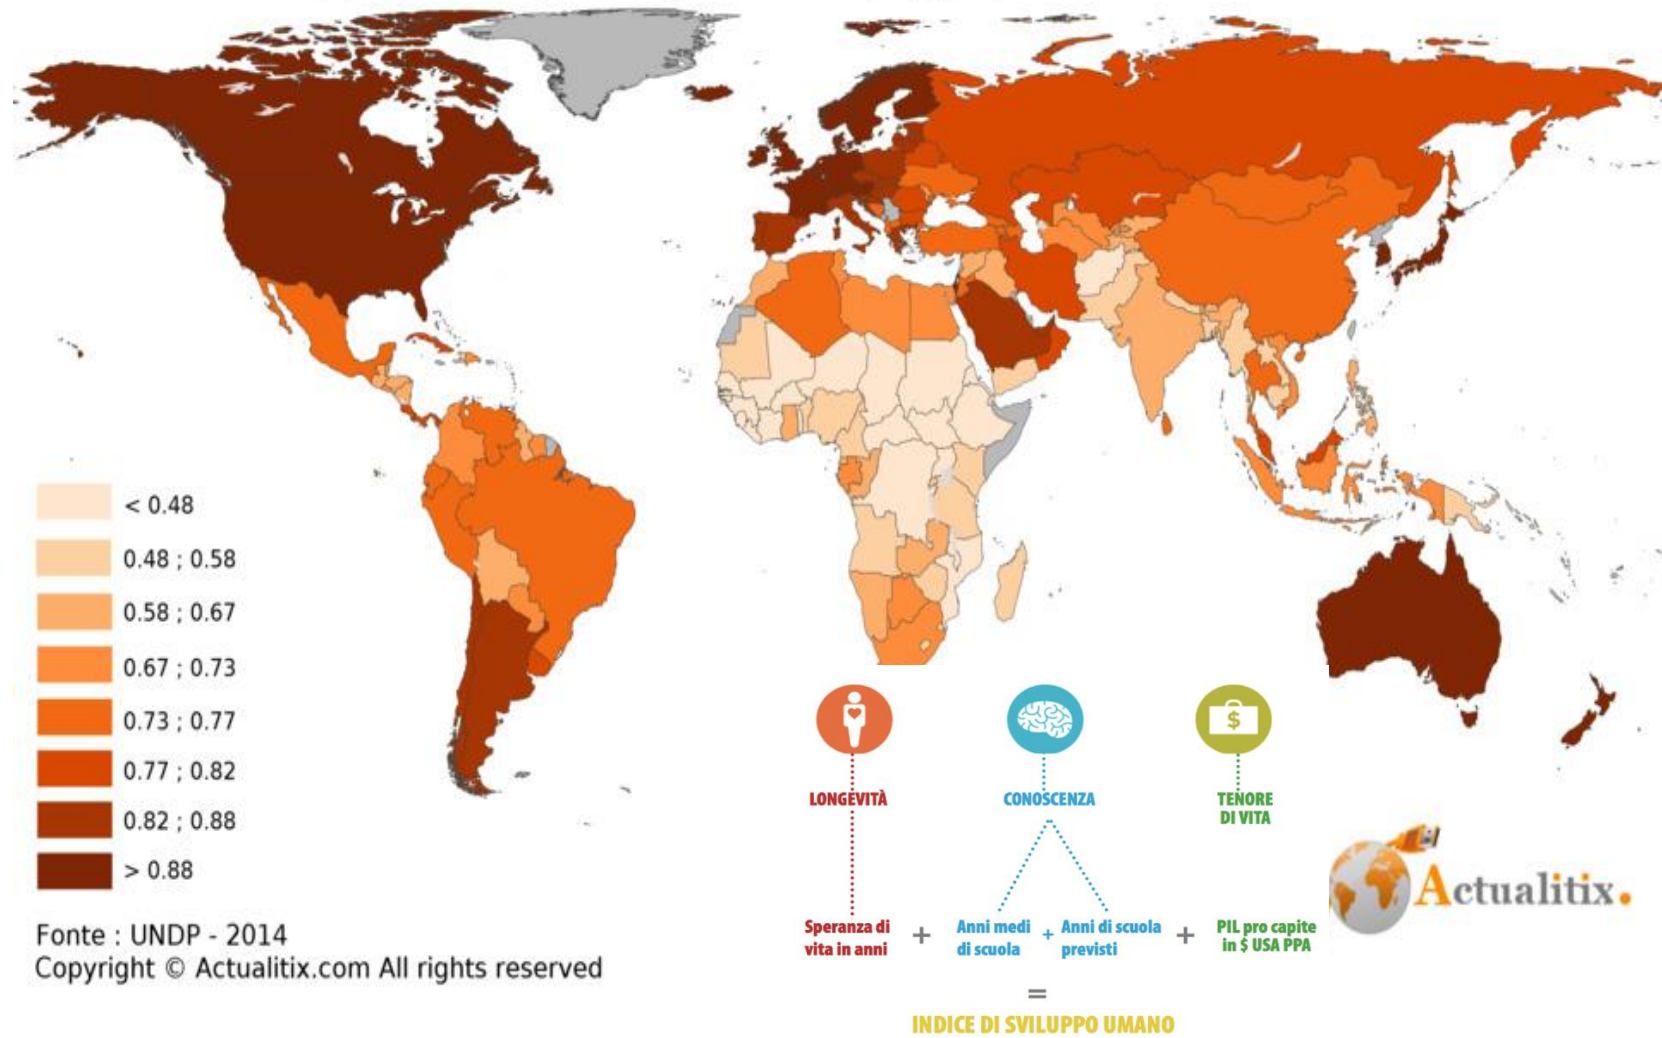 < 0.48
0.48 ; 0.58
0.58 ; 0.67
0.67 ; 0.73
0.73 ; 0.77
0.77 ; 0.82
0.82 ; 0.88
> 0.88
Fonte : UNDP - 2014
Copyright © Actualitix.com All rights reserved
$
LONGEVITÀ
CONOSCENZA
TENORE
DI VITA
Speranza di
vita in anni
+
Anni medi
di scuola
+
Anni di scuola
previsti
+
PIL pro capite
in $ USA PPA
=
INDICE DI SVILUPPO UMANO
Actualitix.